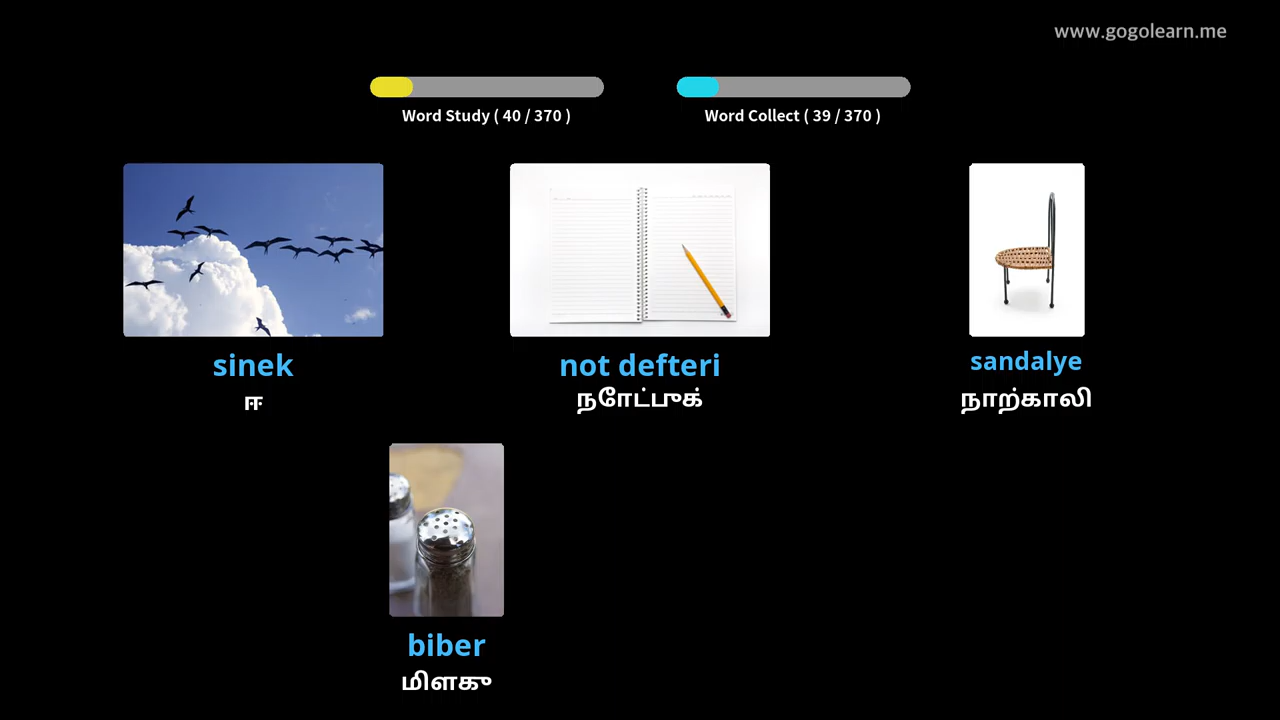 www.gogolearn.me
Word Study ( 40 / 370 )
Word Collect ( 39 / 370 )
sinek
ஈ
not defteri
நோட்புக்
sandalye
நாற்காலி
biber
மிளகு